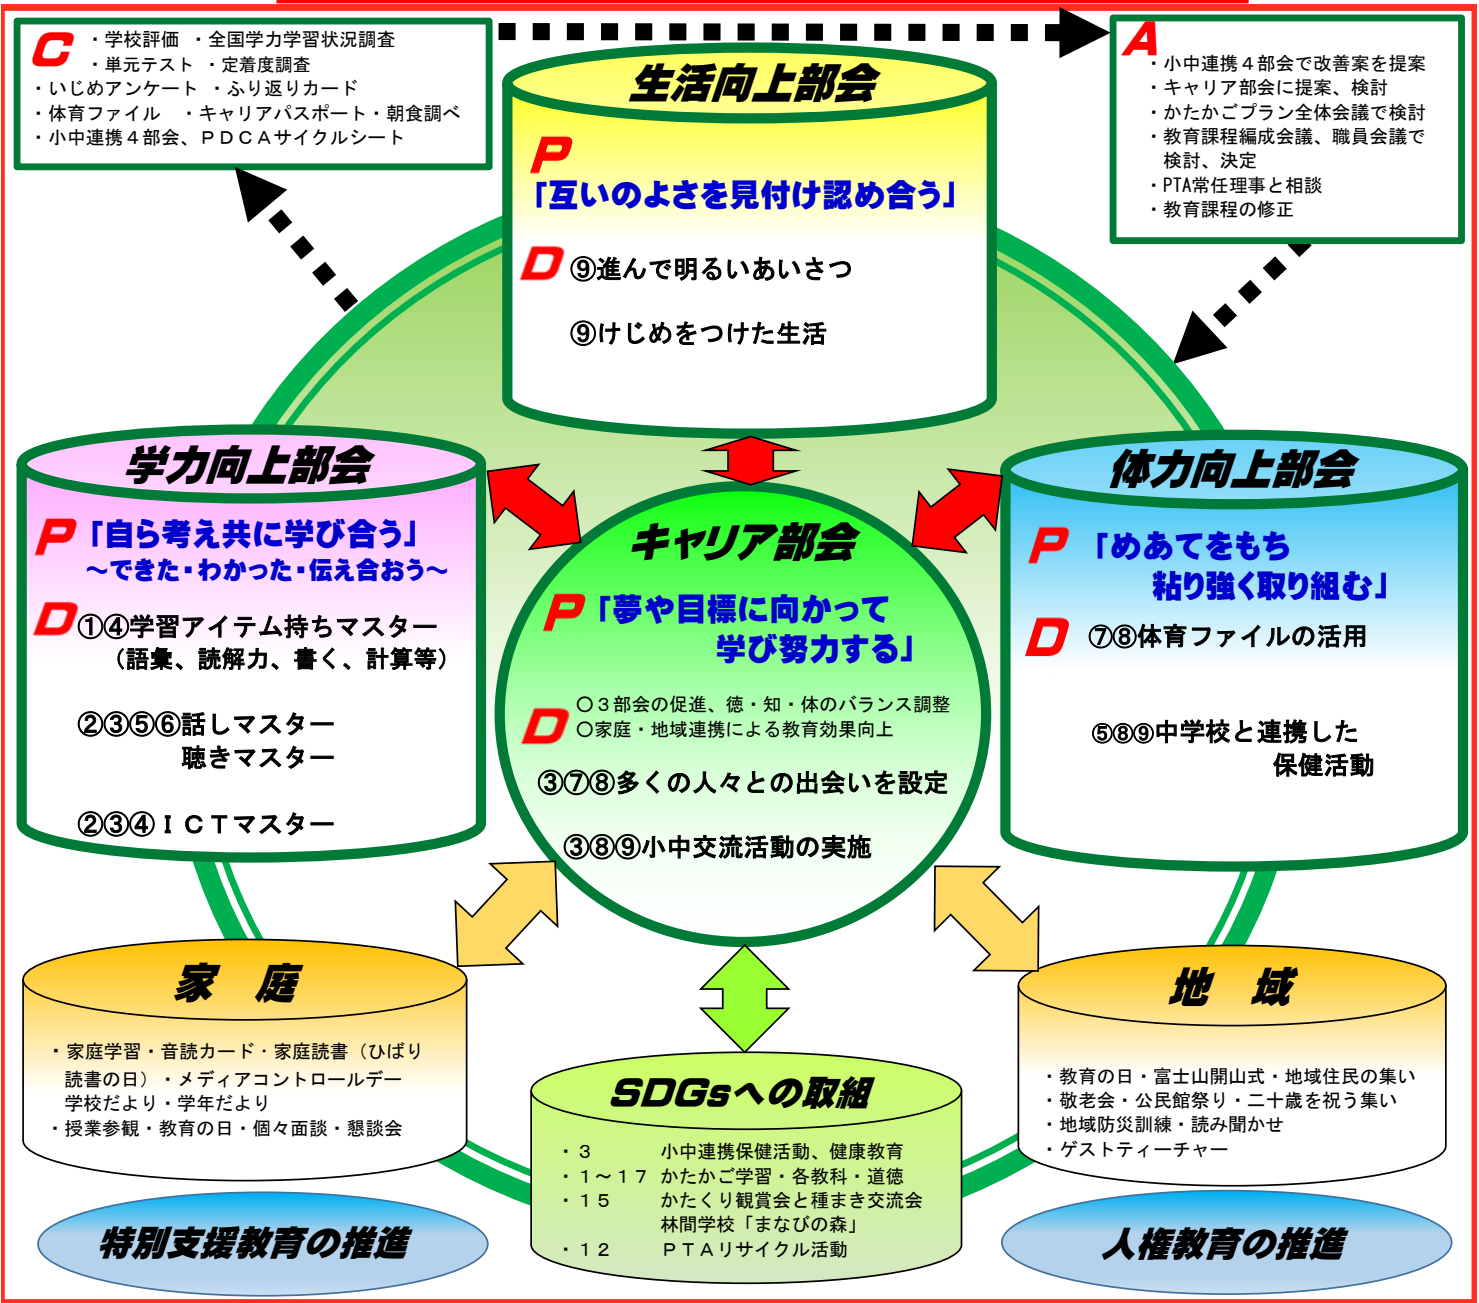 C
・学校評価 ・全国学力学習状況調査
・単元テスト ・定着度調査
・いじめアンケート ・ふり返りカード
・体育ファイル ・キャリアパスポート・朝食調べ
・小中連携４部会、ＰＤＣＡサイクルシート
A
・小中連携４部会で改善案を提案
・キャリア部会に提案、検討
・かたかごプラン全体会議で検討
・教育課程編成会議、職員会議で
検討、決定
・PTA常任理事と相談
・教育課程の修正
生活向上部会
P
「互いのよさを見付け認め合う」
D
⑨進んで明るいあいさつ
⑨けじめをつけた生活
学力向上部会
P
「自ら考え共に学び合う」
～できた・わかった・伝え合おう～
D
①④学習アイテム持ちマスター
（語彙、読解力、書く、計算等）
②③⑤⑥話しマスター
聴きマスター
②③④ＩＣＴマスター
キャリア部会
P
「夢や目標に向かって
学び努力する」
D
○３部会の促進、徳・知・体のバランス調整
○家庭・地域連携による教育効果向上
③⑦⑧多くの人々との出会いを設定
③⑧⑨小中交流活動の実施
体力向上部会
P
「めあてをもち
粘り強く取り組む」
D
⑦⑧体育ファイルの活用
⑤⑧⑨中学校と連携した
保健活動
家　庭
・家庭学習・音読カード・家庭読書（ひばり
読書の日）・メディアコントロールデー
学校だより・学年だより
・授業参観・教育の日・個々面談・懇談会
SDGsへの取組
・３ 小中連携保健活動、健康教育
・１～１７ かたかご学習・各教科・道徳
・１５ かたくり観賞会と種まき交流会
林間学校「まなびの森」
・１２ ＰＴＡリサイクル活動
地　域
・教育の日・富士山開山式・地域住民の集い
・敬老会・公民館祭り・二十歳を祝う集い
・地域防災訓練・読み聞かせ
・ゲストティーチャー
特別支援教育の推進
人権教育の推進